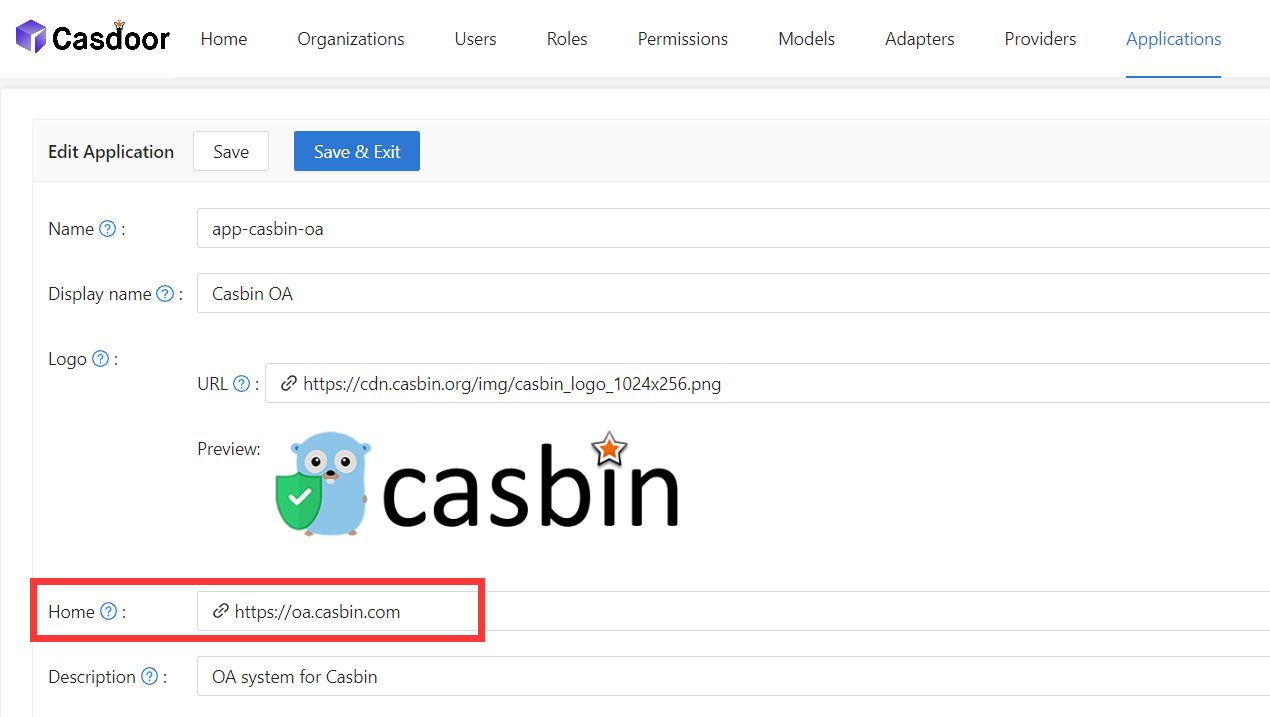 Casdoor Home Organizations Users Roles Permissions Models Adapters Providers Applications
Edit Application Save Save & Exit
Name ? : app-casbin-oa
Display name ? : Casbin OA
Logo ? :
URL ? : https://cdn.casbin.org/img/casbin_logo_1024x256.png
Preview: casbin
Home ? : https://oa.casbin.com
Description ? : OA system for Casbin